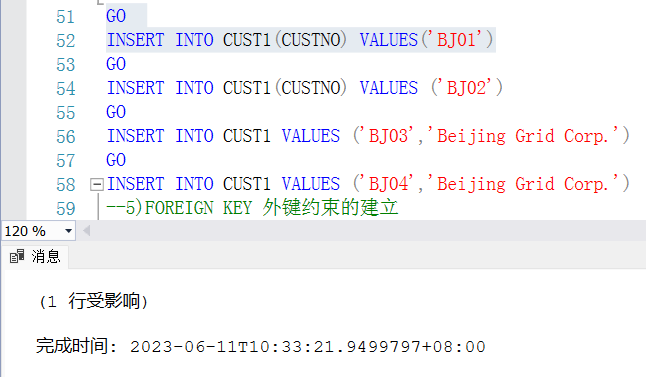 51 GO
52 INSERT INTO CUST1(CUSTNO) VALUES('BJ01')
53 GO
54 INSERT INTO CUST1(CUSTNO) VALUES ('BJ02')
55 GO
56 INSERT INTO CUST1 VALUES ('BJ03','Beijing Grid Corp.')
57 GO
58 INSERT INTO CUST1 VALUES ('BJ04','Beijing Grid Corp.')
59 --5)FOREIGN KEY 外键约束的建立
120 %
消息
(1 行受影响)
完成时间: 2023-06-11T10:33:21.9499797+08:00